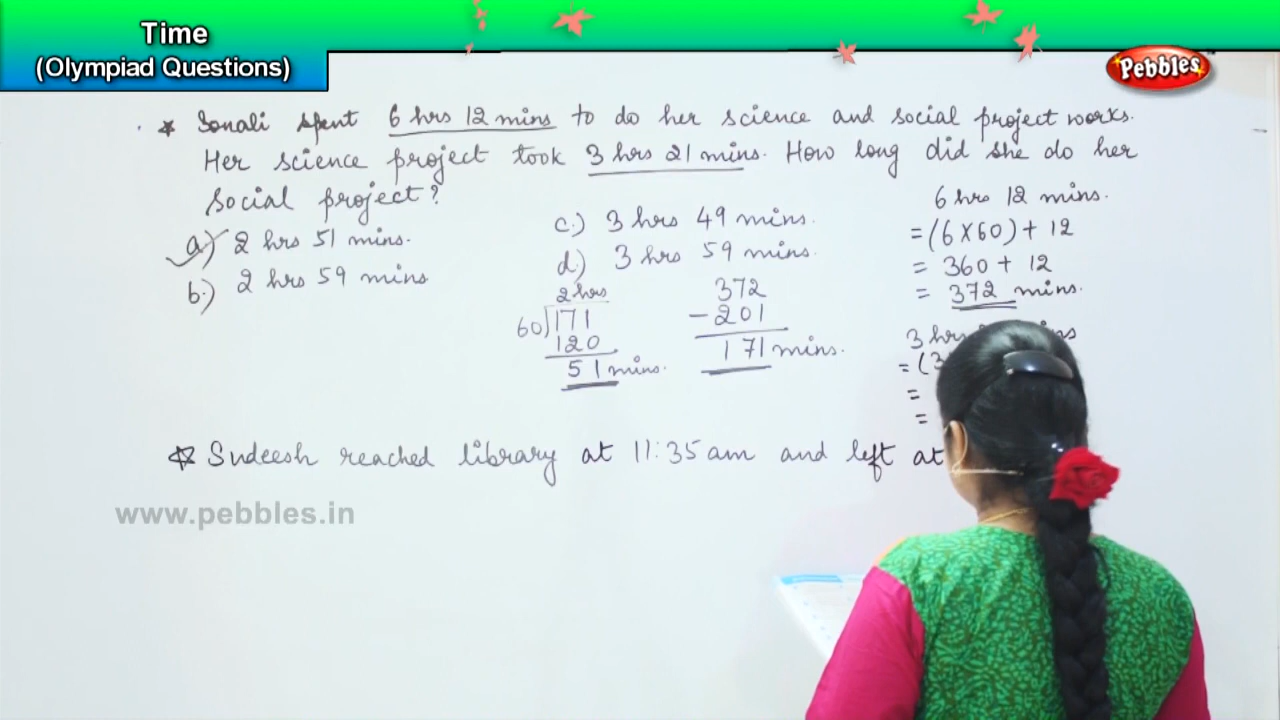 Time
(Olympiad Questions)
Pebbles
* Sonali spent 6 hrs 12 mins to do her science and social project works.
Her science project took 3 hrs 21 mins. How long did she do her
social project?
a.) 2 hrs 51 mins.
b.) 2 hrs 59 mins
c.) 3 hrs 49 mins.
d.) 3 hrs 59 mins.
2 hrs
60)171
120
51 mins.
372
- 201
171 mins.
6 hrs 12 mins.
= (6 x 60) + 12
= 360 + 12
= 372 mins.
3 hrs
= (3
=
=
* Sudeesh reached library at 11:35 am and left at
www.pebbles.in